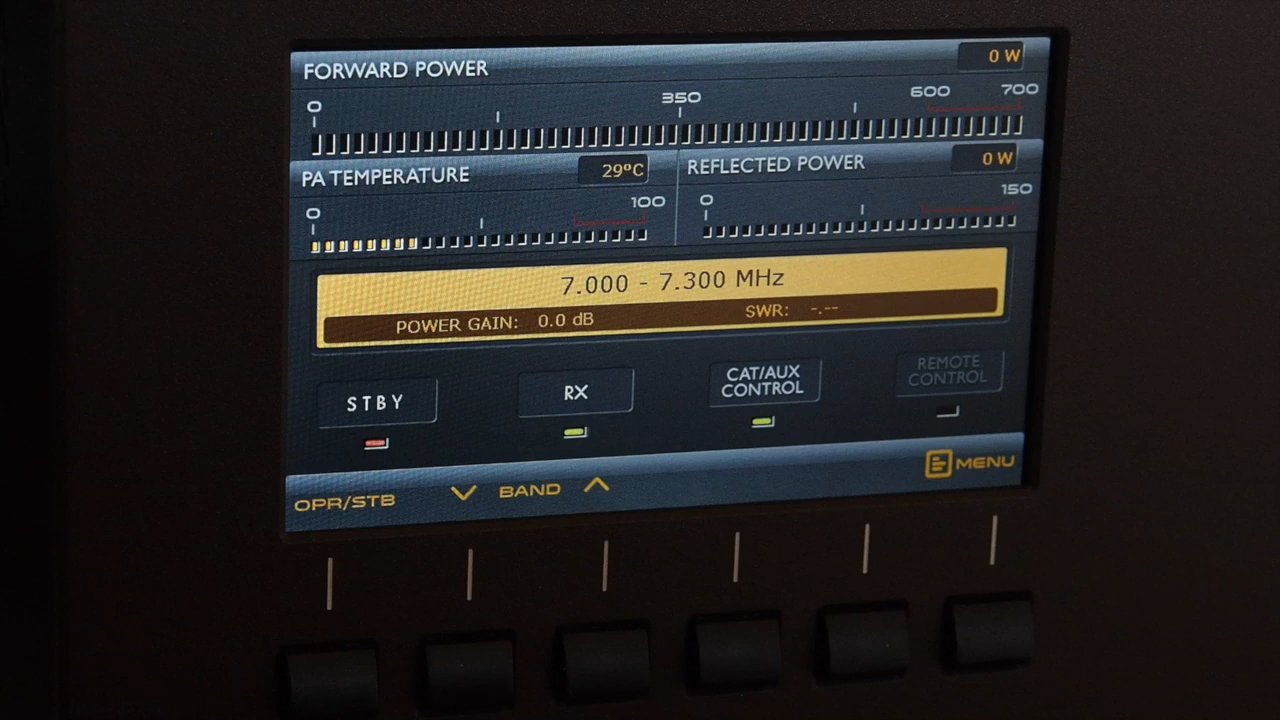 FORWARD POWER 0 W
0 350 600 700
PA TEMPERATURE 29ºC
0 100
REFLECTED POWER 0 W
0 150
7.000 - 7.300 MHz
POWER GAIN: 0.0 dB SWR: -.--
STBY
RX
CAT/AUX
CONTROL
REMOTE
CONTROL
OPR/STB BAND MENU